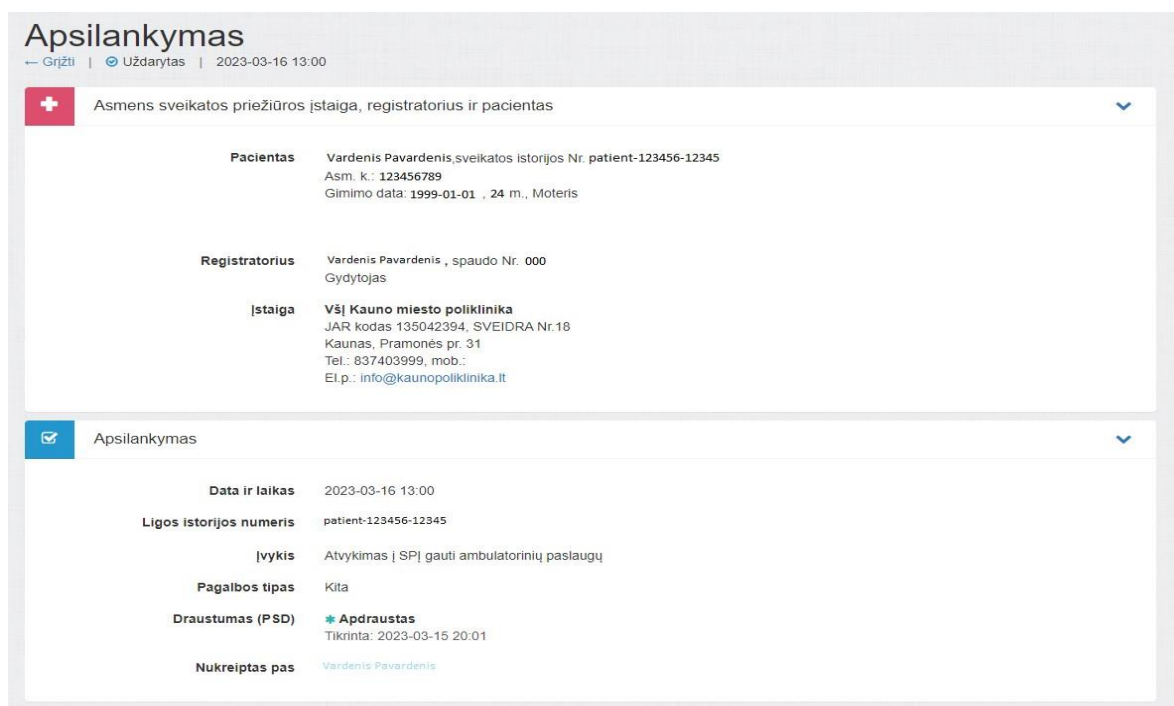 Apsilankymas
← Grįžti | Uždarytas | 2023-03-16 13:00
Asmens sveikatos priežiūros įstaiga, registratorius ir pacientas
Pacientas Vardenis Pavardenis,sveikatos istorijos Nr. patient-123456-12345
Asm. k.: 123456789
Gimimo data: 1999-01-01 , 24 m., Moteris
Registratorius Vardenis Pavardenis , spaudo Nr. 000
Gydytojas
Įstaiga VšĮ Kauno miesto poliklinika
JAR kodas 135042394, SVEIDRA Nr.18
Kaunas, Pramonės pr. 31
Tel.: 837403999, mob.:
El.p.: info@kaunopoliklinika.lt
Apsilankymas
Data ir laikas 2023-03-16 13:00
Ligos istorijos numeris patient-123456-12345
Įvykis Atvykimas į SPĮ gauti ambulatorinių paslaugų
Pagalbos tipas Kita
Draustumas (PSD) * Apdraustas
Tikrinta: 2023-03-15 20:01
Nukreiptas pas Vardenis Pavardenis